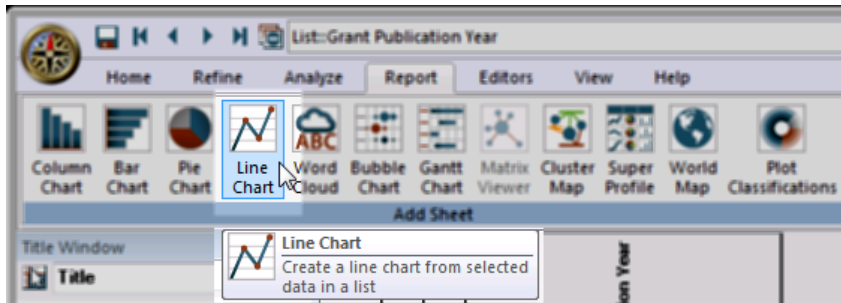 List::Grant Publication Year
Home Refine Analyze Report Editors View Help
ABC
Column Chart
Bar Chart
Pie Chart
Line Chart
Word Cloud
Bubble Chart
Gantt Chart
Matrix Viewer
Cluster Map
Super Profile
World Map
Plot Classifications
Add Sheet
Title Window
Title
Line Chart
Create a line chart from selected
data in a list
Year